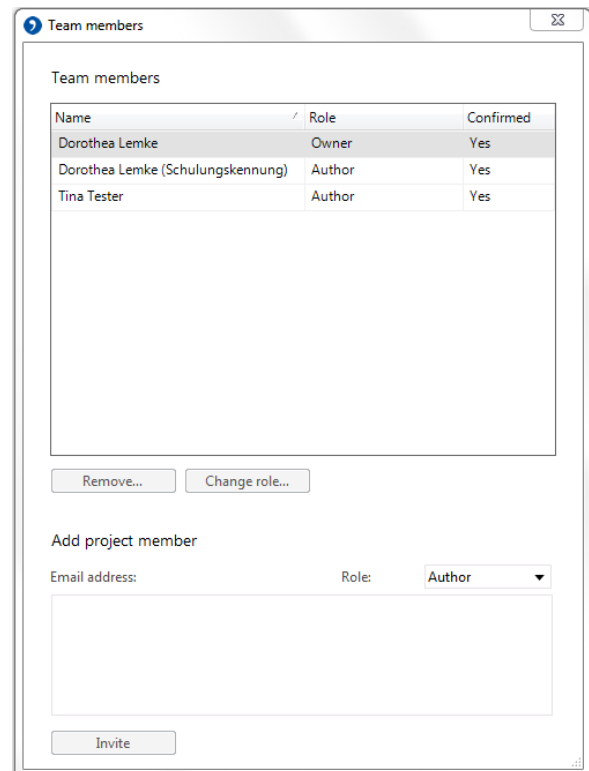 Team members
Team members
Name Role Confirmed
Dorothea Lemke Owner Yes
Dorothea Lemke (Schulungskennung) Author Yes
Tina Tester Author Yes
Remove... Change role...
Add project member
Email address: Role: Author
Invite